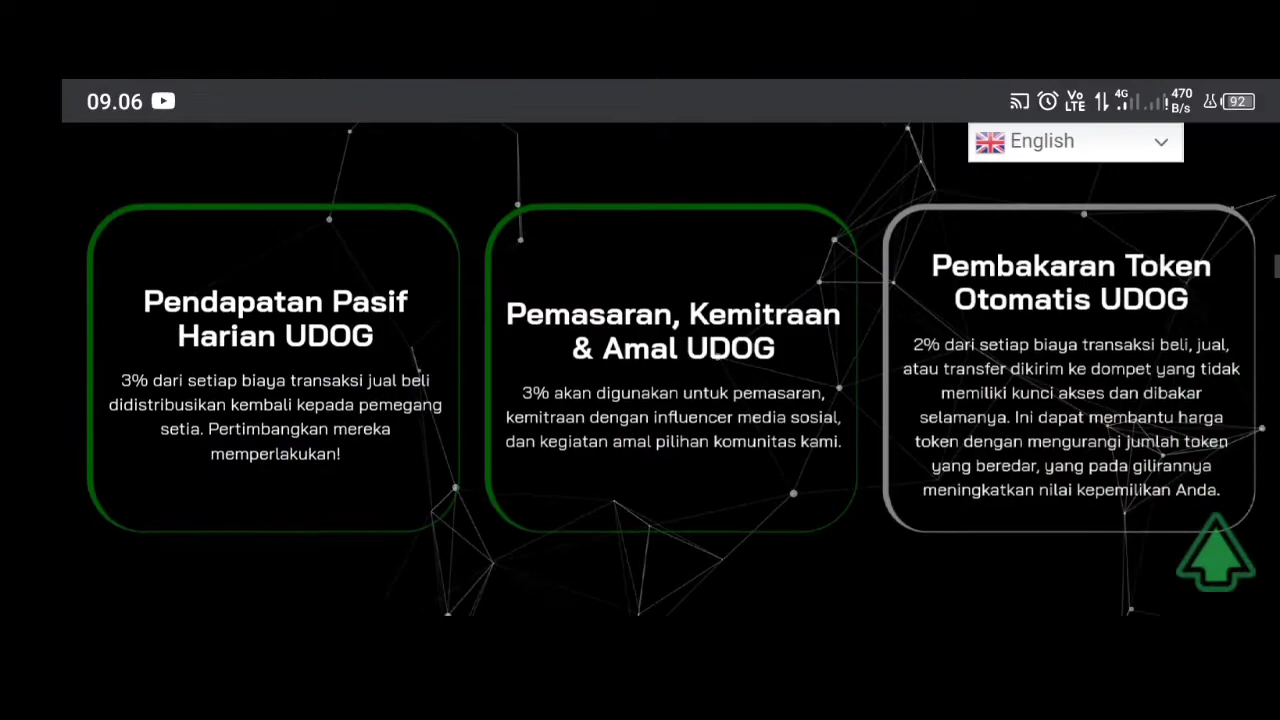 09.06
Vo
LTE
4G
470
B/s
92
English
Pendapatan Pasif
Harian UDOG
3% dari setiap biaya transaksi jual beli
didistribusikan kembali kepada pemegang
setia. Pertimbangkan mereka
memperlakukan!
Pemasaran, Kemitraan
& Amal UDOG
3% akan digunakan untuk pemasaran,
kemitraan dengan influencer media sosial,
dan kegiatan amal pilihan komunitas kami.
Pembakaran Token
Otomatis UDOG
2% dari setiap biaya transaksi beli, jual,
atau transfer dikirim ke dompet yang tidak
memiliki kunci akses dan dibakar
selamanya. Ini dapat membantu harga
token dengan mengurangi jumlah token
yang beredar, yang pada gilirannya
meningkatkan nilai kepemilikan Anda.